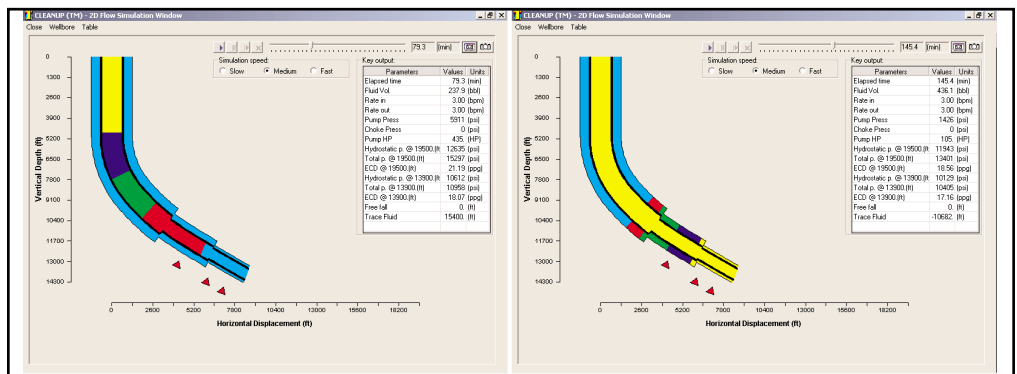 CLEANUP (TM) - 2D Flow Simulation Window
Close Wellbore Table
79.3 (min)
Simulation speed:
Slow Medium Fast
Key output:
Parameters Values Units
Elapsed time 79.3 (min)
Fluid Vol. 237.9 (bbl)
Rate in 3.00 (bpm)
Rate out 3.00 (bpm)
Pump Press 5911 (psi)
Choke Press 0 (psi)
Pump HP 435. (HP)
Hydrostatic p. @ 19500.(ft 12635 (psi)
Total p. @ 19500.(ft) 15297 (psi)
ECD @ 19500.(ft) 21.19 (ppg)
Hydrostatic p. @ 13900.(ft 10612 (psi)
Total p. @ 13900.(ft) 10958 (psi)
ECD @ 13900.(ft) 18.07 (ppg)
Free fall 0. (ft)
Trace Fluid 15400. (ft)
Vertical Depth (ft)
0
1300
2600
3900
5200
6500
7800
9100
10400
11700
13000
14300
0 2600 5200 7800 10400 13000 15600 18200
Horizontal Displacement (ft)
CLEANUP (TM) - 2D Flow Simulation Window
Close Wellbore Table
145.4 (min)
Simulation speed:
Slow Medium Fast
Key output:
Parameters Values Units
Elapsed time 145.4 (min)
Fluid Vol. 436.1 (bbl)
Rate in 3.00 (bpm)
Rate out 3.00 (bpm)
Pump Press 1426 (psi)
Choke Press 0 (psi)
Pump HP 105. (HP)
Hydrostatic p. @ 19500.(ft 11943 (psi)
Total p. @ 19500.(ft) 13401 (psi)
ECD @ 19500.(ft) 18.56 (ppg)
Hydrostatic p. @ 13900.(ft 10129 (psi)
Total p. @ 13900.(ft) 10405 (psi)
ECD @ 13900.(ft) 17.16 (ppg)
Free fall 0. (ft)
Trace Fluid -10682. (ft)
Vertical Depth (ft)
0
1300
2600
3900
5200
6500
7800
9100
10400
11700
13000
14300
0 2600 5200 7800 10400 13000 15600 18200
Horizontal Displacement (ft)